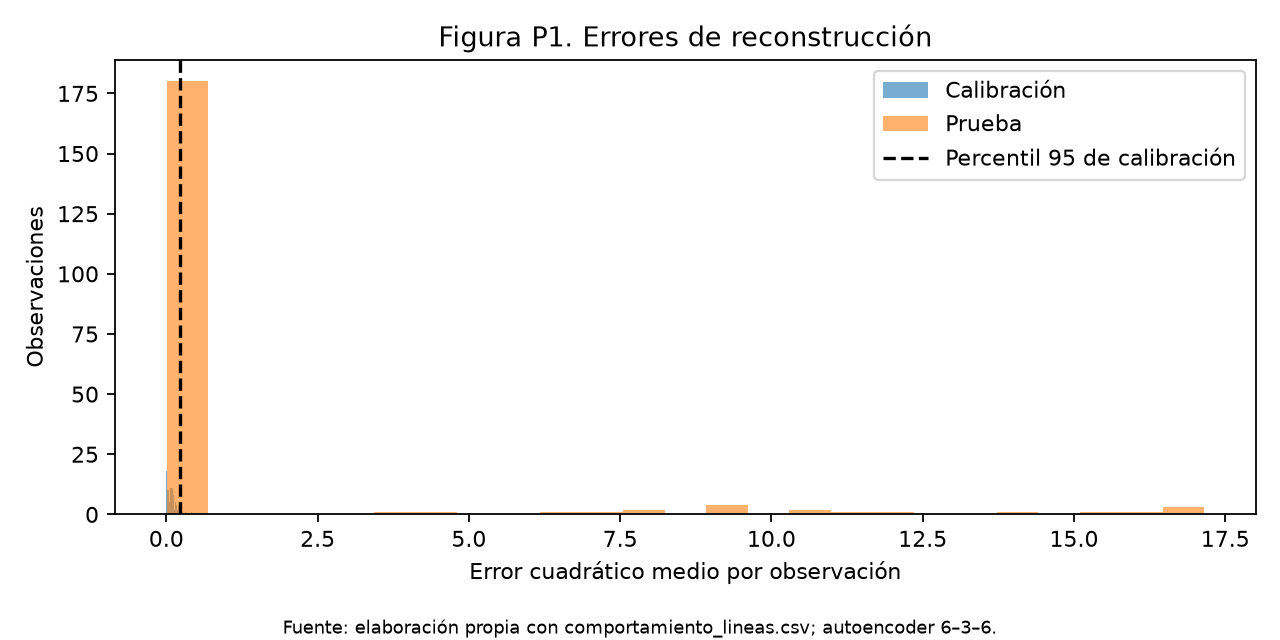 Figura P1. Errores de reconstrucción
Calibración
Prueba
Percentil 95 de calibración
Observaciones
175
150
125
100
75
50
25
0
0.0 2.5 5.0 7.5 10.0 12.5 15.0 17.5
Error cuadrático medio por observación
Fuente: elaboración propia con comportamiento_lineas.csv; autoencoder 6–3–6.